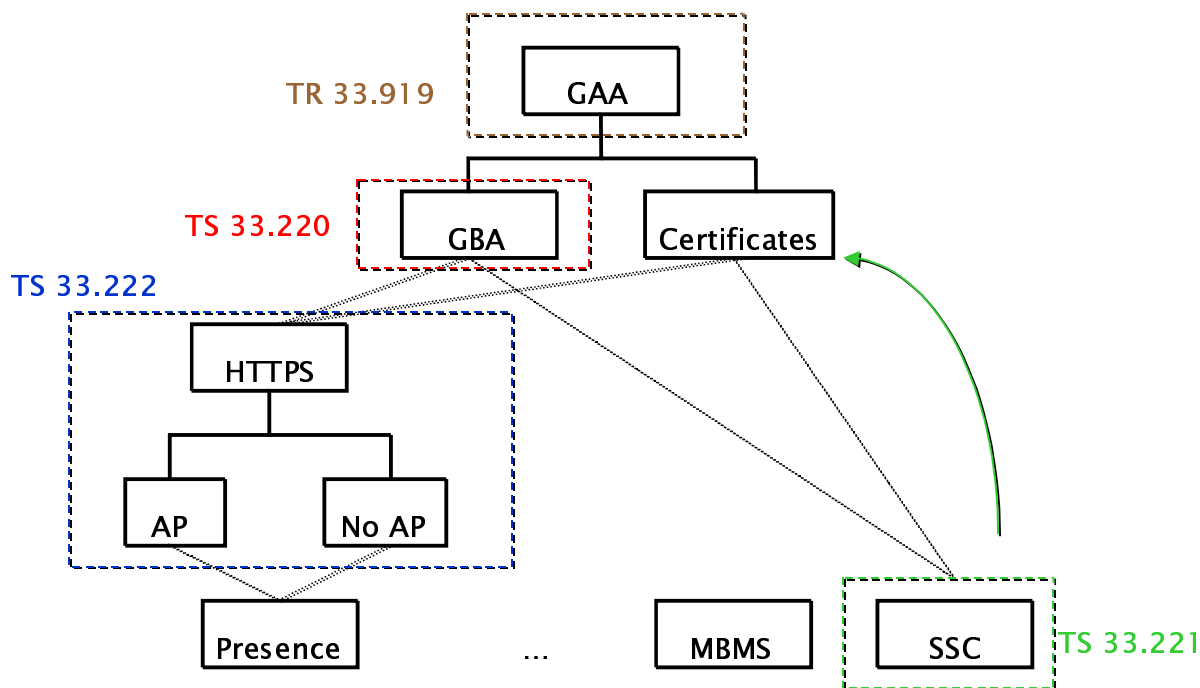 GAA
TR 33.919
TS 33.220
GBA
Certificates
TS 33.222
HTTPS
AP
No AP
Presence
...
MBMS
SSC
TS 33.221